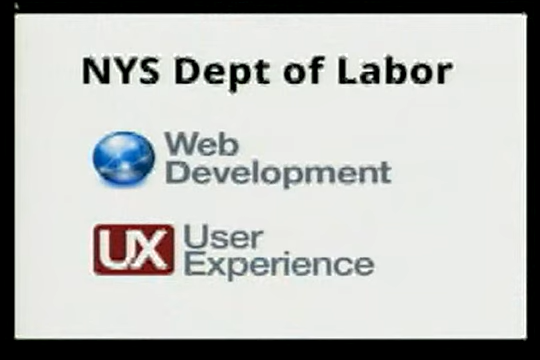 NYS Dept of Labor
Web
Development
UX
User
Experience